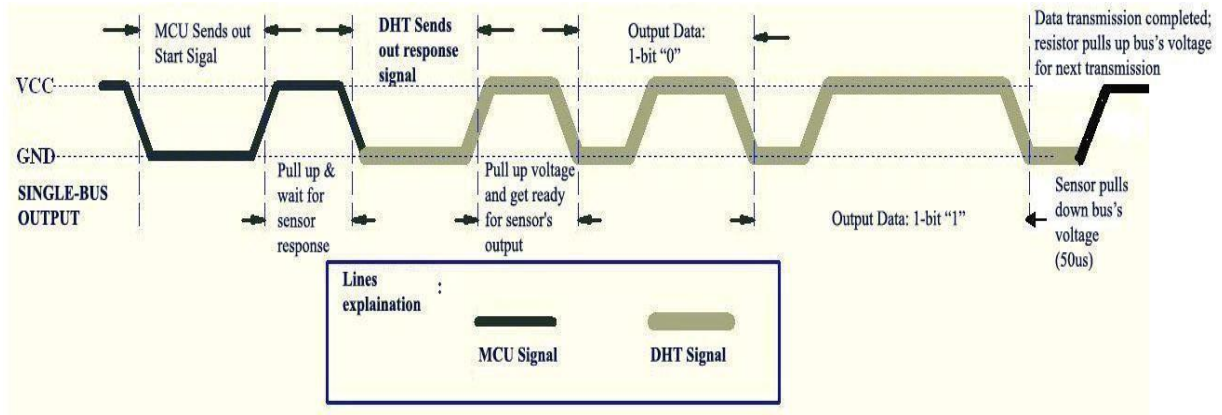 MCU Sends out
Start Sigal
DHT Sends
out response
signal
Output Data:
1-bit “0”
Data transmission completed;
resistor pulls up bus’s voltage
for next transmission
VCC
GND
SINGLE-BUS
OUTPUT
Pull up &
wait for
sensor
response
Pull up voltage
and get ready
for sensor's
output
Output Data: 1-bit “1”
Sensor pulls
down bus’s
voltage
(50us)
Lines :
explaination
MCU Signal
DHT Signal